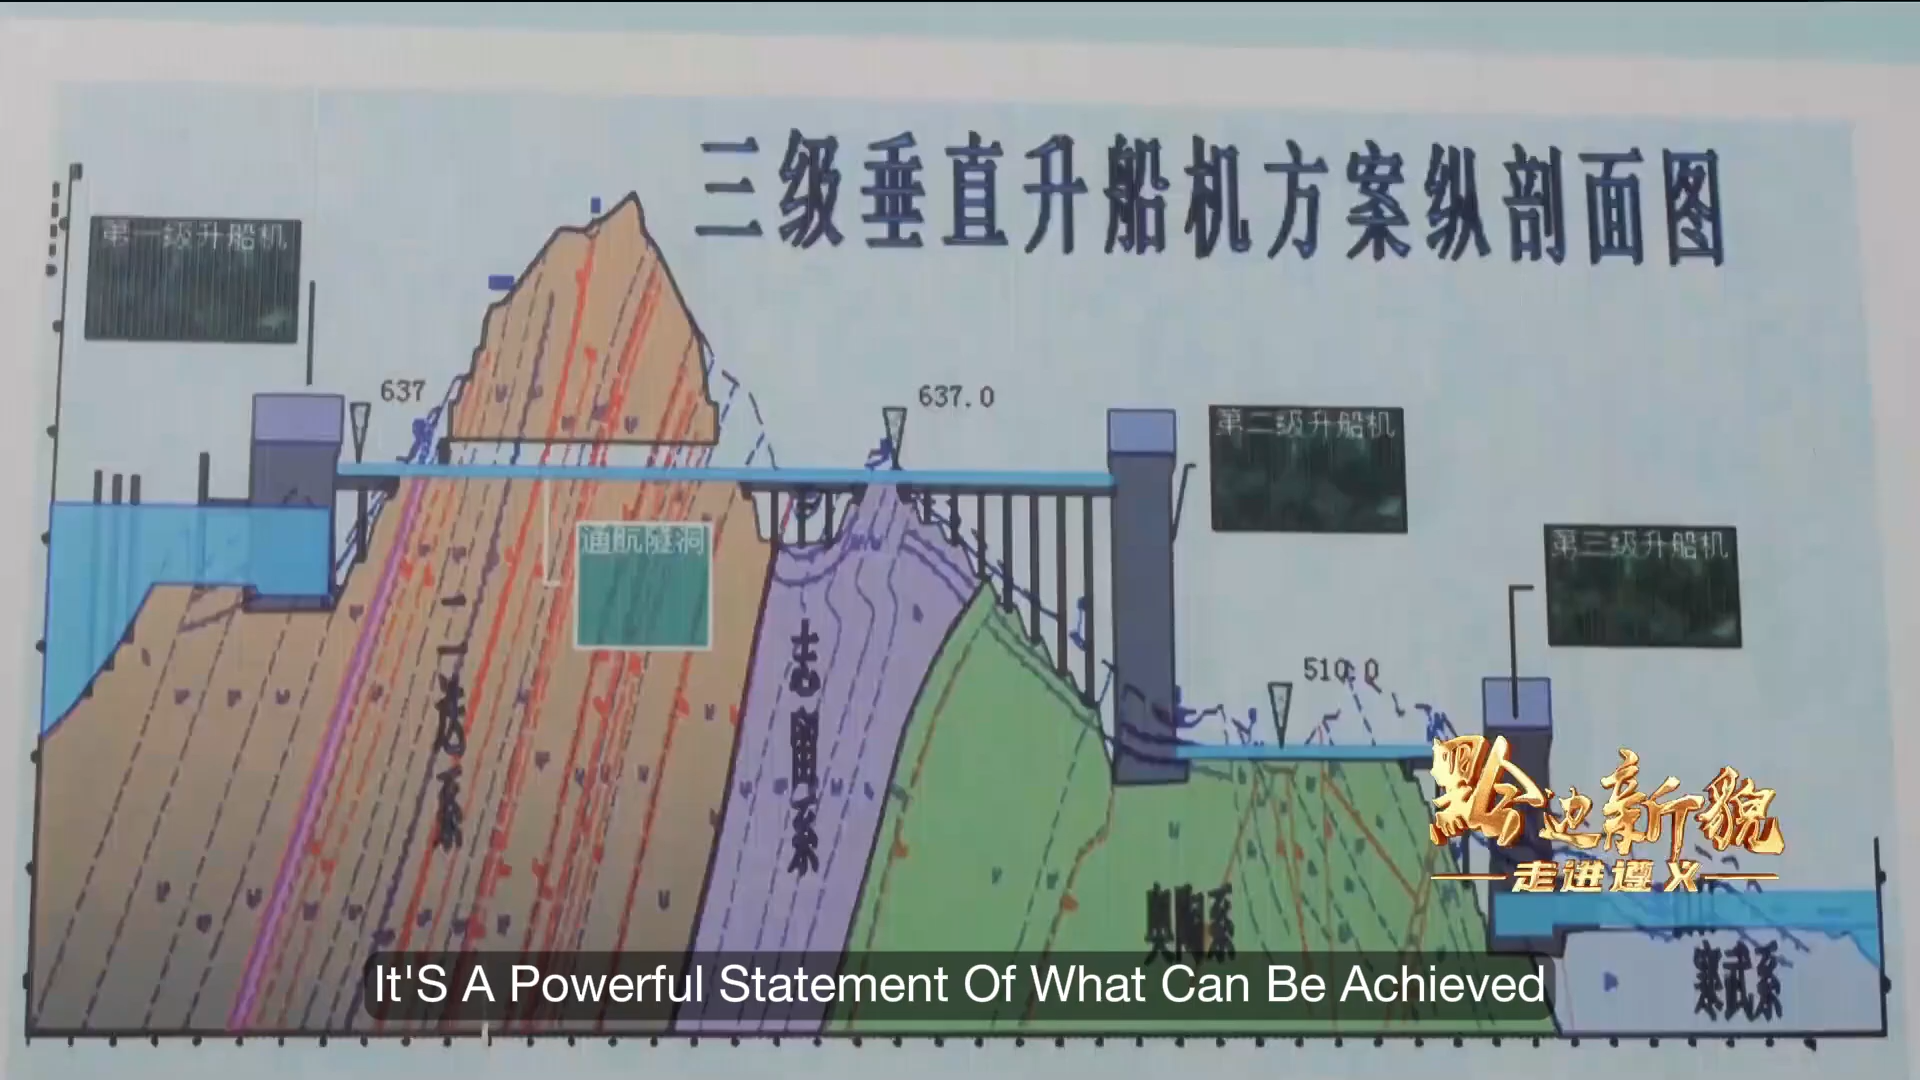 三级垂直升船机方案纵剖面图
第一级升船机
637
637.0
第二级升船机
第三级升船机
通航隧洞
510.0
二迭系
志留系
奥陶系
寒武系
黔边新貌
走进遵义
It'S A Powerful Statement Of What Can Be Achieved